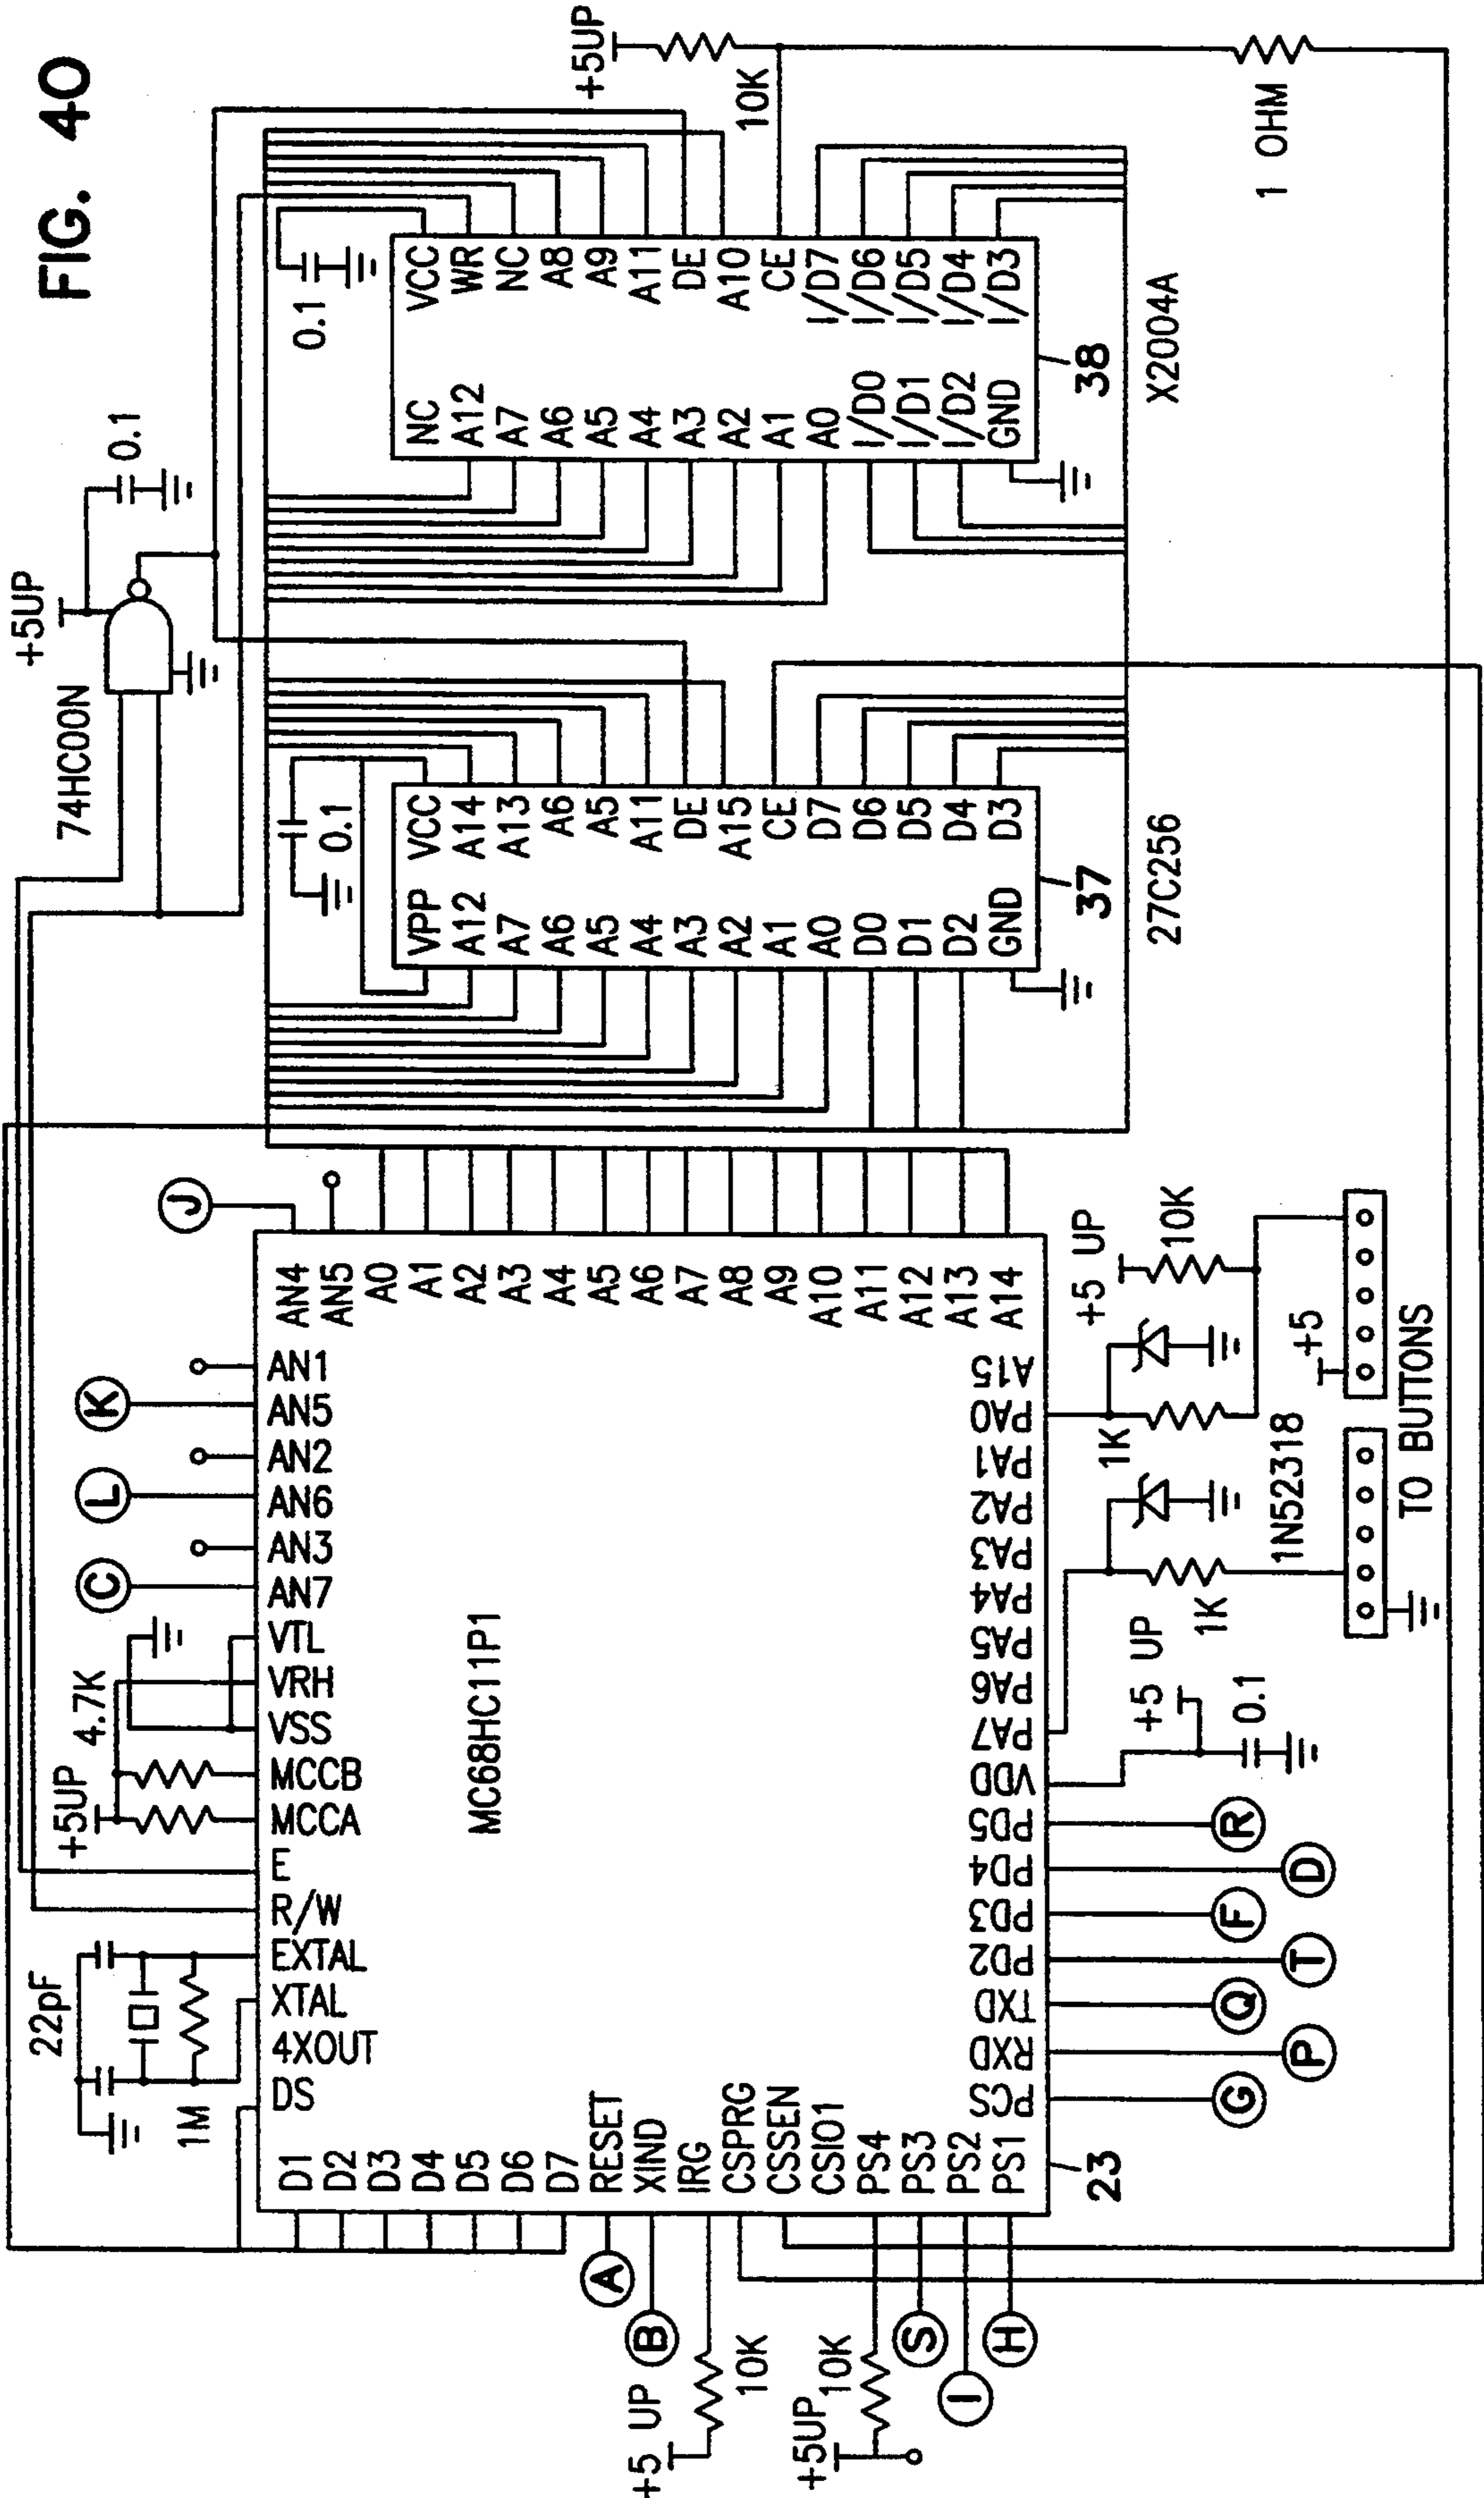 FIG. 40
+5UP
0.1
74HC00N
+5UP
10K
1 OHM
0.1
NC
A12
A7
A6
A5
A4
A3
A2
A1
A0
I/D0
I/D1
I/D2
GND
VCC
WR
NC
A8
A9
A11
DE
A10
CE
I/D7
I/D6
I/D5
I/D4
I/D3
38
X2004A
0.1
VPP
A12
A7
A6
A5
A4
A3
A2
A1
A0
D0
D1
D2
GND
VCC
A14
A13
A6
A5
A11
DE
A15
CE
D7
D6
D5
D4
D3
37
27C256
J
K
L
C
4.7K
+5UP
22pF
1M
AN4
AN5
A0
A1
A2
A3
A4
A5
A6
A7
A8
A9
A10
A11
A12
A13
A14
AN1
AN5
AN2
AN6
AN3
AN7
VTL
VRH
VSS
MCCB
MCCA
E
R/W
EXTAL
XTAL
4XOUT
DS
MC68HC11P1
D1
D2
D3
D4
D5
D6
D7
RESET
XIND
IRG
CSPRG
CSSEN
CSIO1
PS4
PS3
PS2
PS1
23
A15
PA0
PA1
PA2
PA3
PA4
PA5
PA6
PA7
VDD
PD5
PD4
PD3
PD2
TXD
RXD
PCS
A
B
+5 UP
10K
+5UP
10K
S
I
H
G
P
Q
T
F
D
R
+5 UP
0.1
1K
1N52318
1K
+5 UP
10K
+5
TO BUTTONS